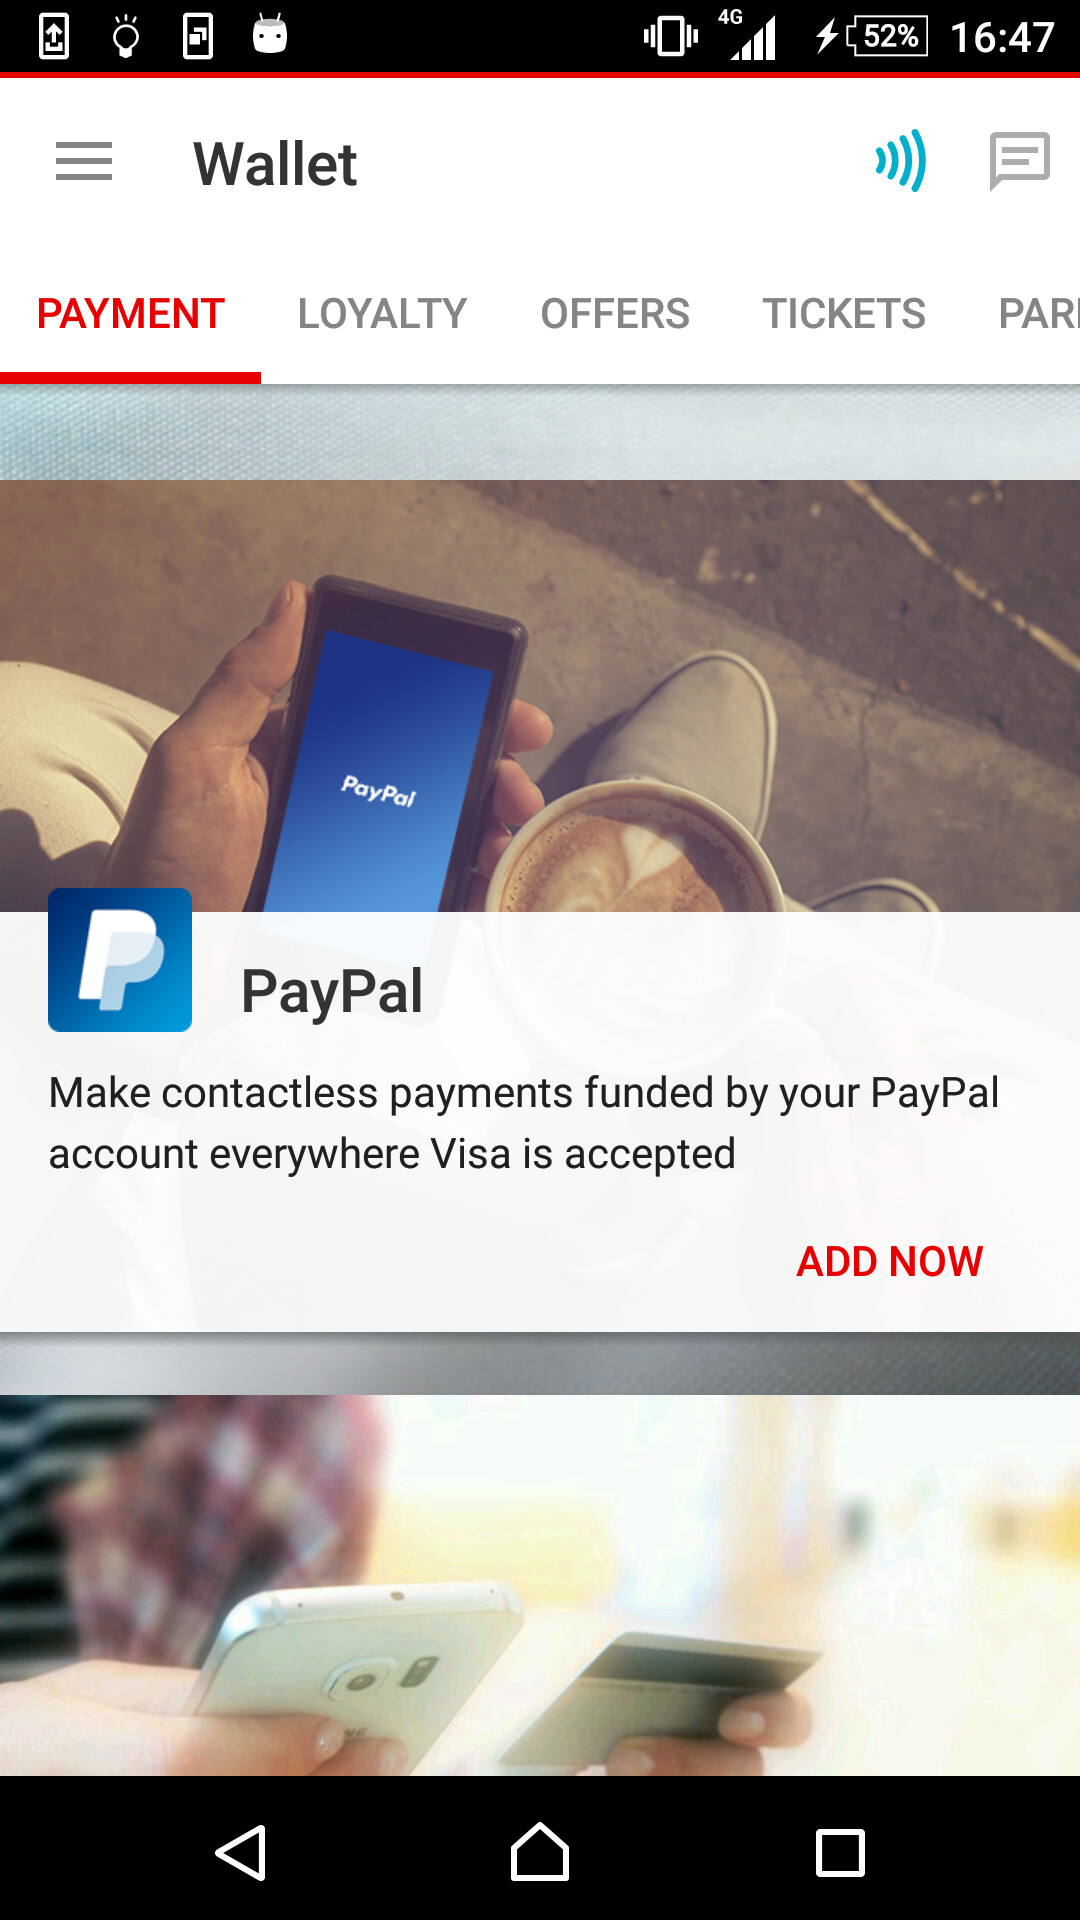 4G 52% 16:47
Wallet
PAYMENT LOYALTY OFFERS TICKETS PAR
PayPal
PayPal
Make contactless payments funded by your PayPal
account everywhere Visa is accepted
ADD NOW